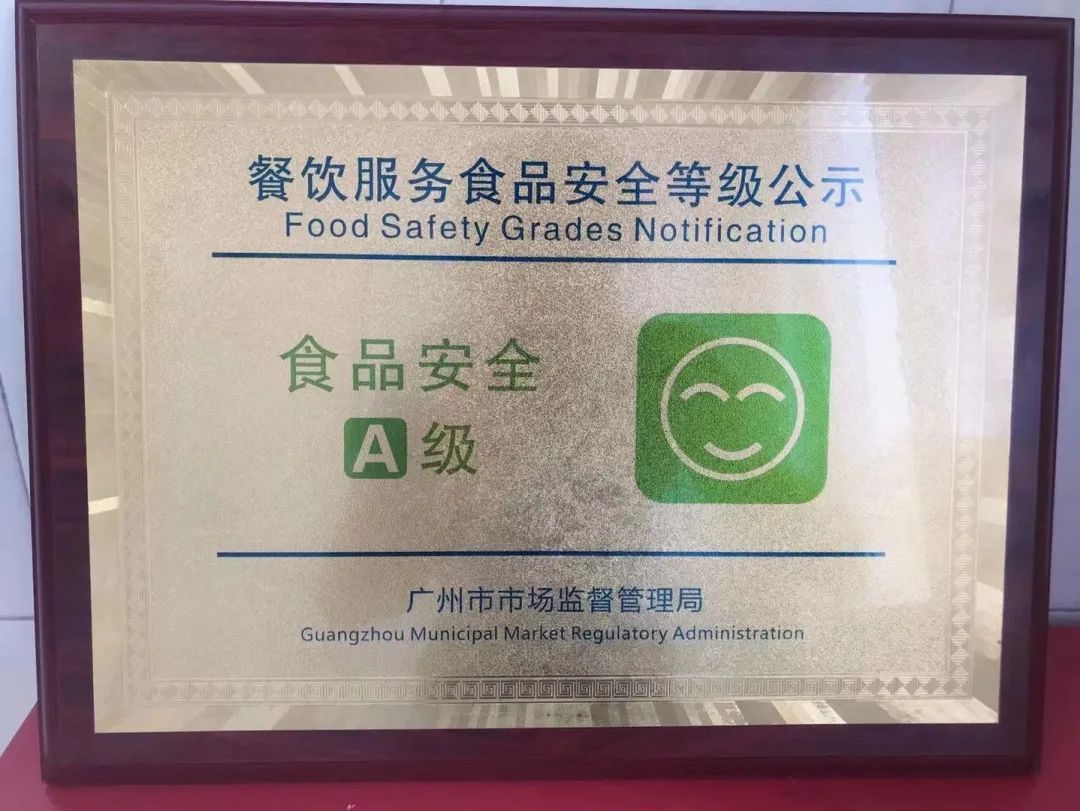 餐饮服务食品安全等级公示
Food Safety Grades Notification
食品安全
A级
广州市市场监督管理局
Guangzhou Municipal Market Regulatory Administration